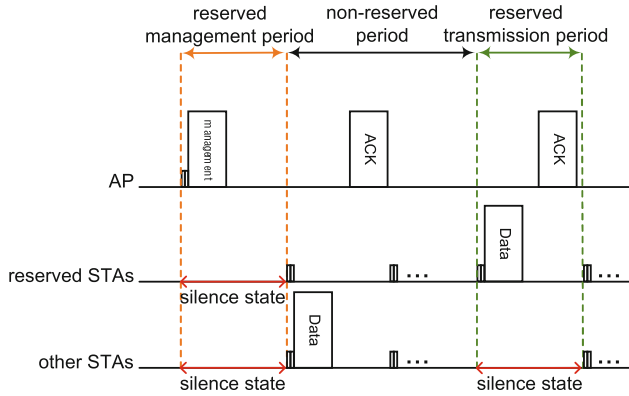 reserved
management period
non-reserved
period
reserved
transmission period
management
ACK
ACK
AP
Data
reserved STAs
...
...
silence state
Data
other STAs
...
...
silence state
silence state